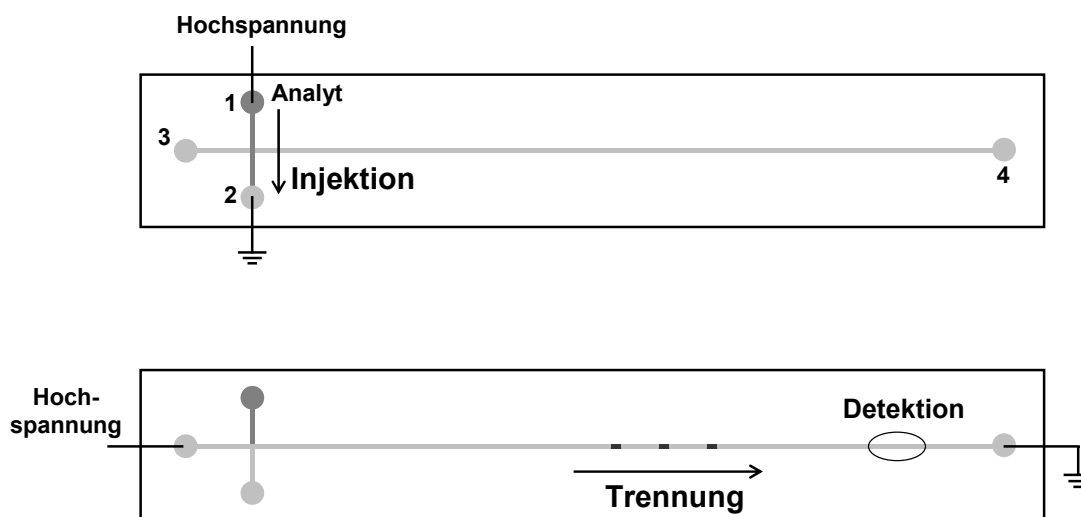 Hochspannung
1
Analyt
3
Injektion
2
4
Hoch-
spannung
Detektion
Trennung